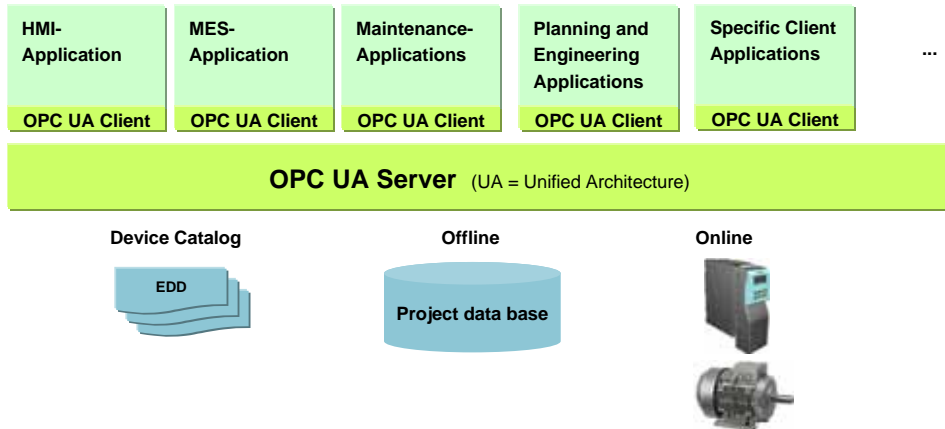 HMI-
Application
OPC UA Client
MES-
Application
OPC UA Client
Maintenance-
Applications
OPC UA Client
Planning and
Engineering
Applications
OPC UA Client
Specific Client
Applications
OPC UA Client
...
OPC UA Server (UA = Unified Architecture)
Device Catalog
EDD
Offline
Project data base
Online